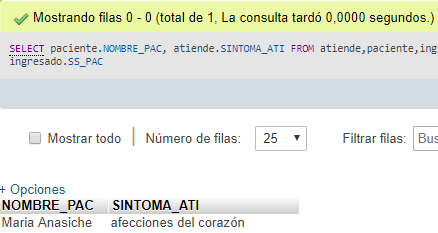 Mostrando filas 0 - 0 (total de 1, La consulta tardó 0,0000 segundos.)
SELECT paciente.NOMBRE_PAC, atiende.SINTOMA_ATI FROM atiende,paciente,ing
ingresado.SS_PAC
Mostrar todo Número de filas: 25 Filtrar filas: Bus
+ Opciones
NOMBRE_PAC SINTOMA_ATI
Maria Anasiche afecciones del corazón